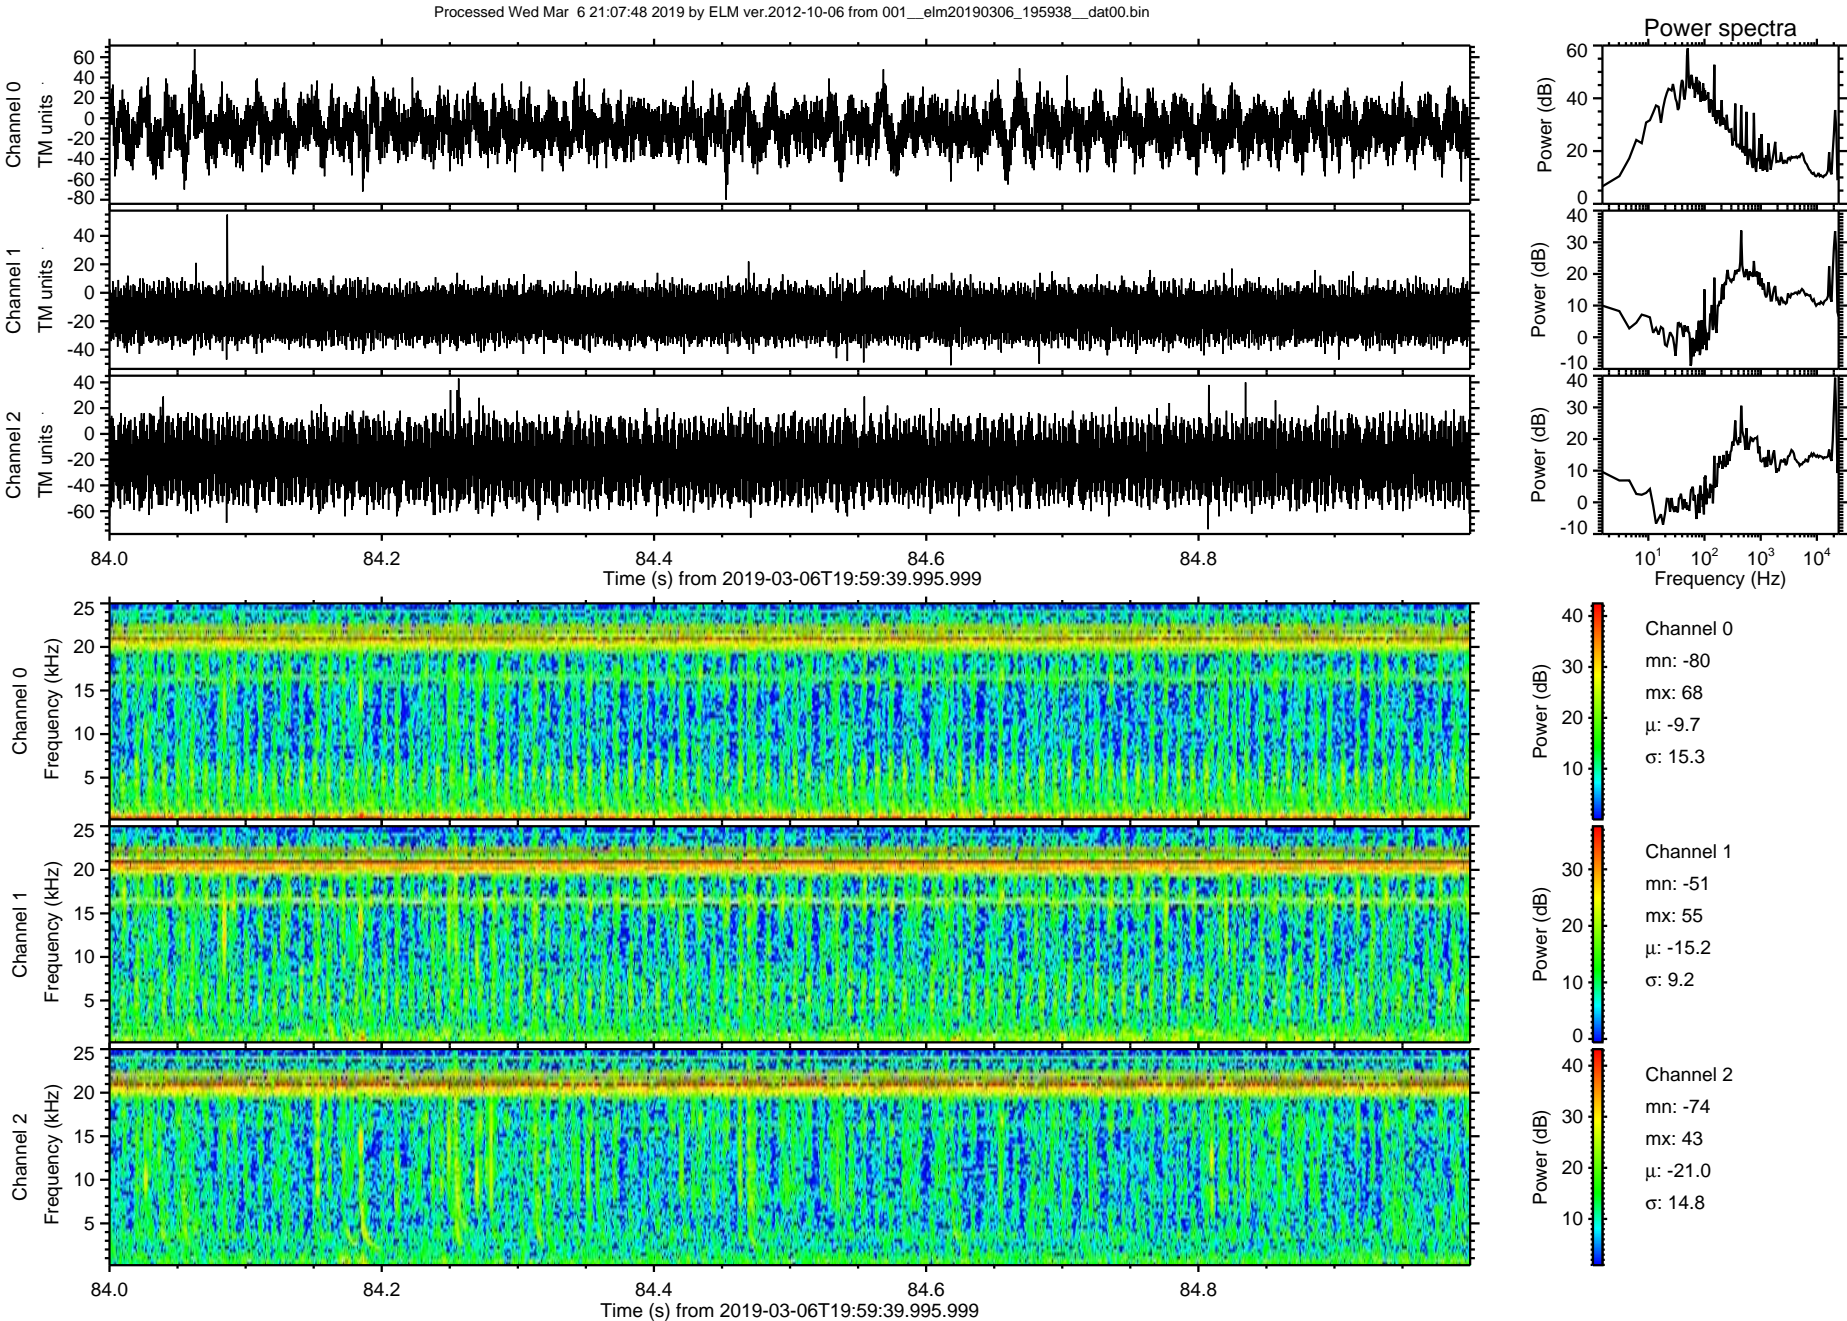 Processed Wed Mar  6 21:07:48 2019 by ELM ver.2012-10-06 from 001__elm20190306_195938__dat00.bin
Power spectra
Channel 0
TM units
60
40
20
0
-20
-40
-60
-80
Power (dB)
60
40
20
0
Channel 1
TM units
40
20
0
-20
-40
Power (dB)
40
30
20
10
0
-10
Channel 2
TM units
40
20
0
-20
-40
-60
Power (dB)
40
30
20
10
0
-10
84.0 84.2 84.4 84.6 84.8
Time (s) from 2019-03-06T19:59:39.995.999
10¹ 10² 10³ 10⁴
Frequency (Hz)
Channel 0
Frequency (kHz)
25
20
15
10
5
Power (dB)
40
30
20
10
Channel 0
mn: -80
mx: 68
μ: -9.7
σ: 15.3
Channel 1
Frequency (kHz)
25
20
15
10
5
Power (dB)
30
20
10
0
Channel 1
mn: -51
mx: 55
μ: -15.2
σ: 9.2
Channel 2
Frequency (kHz)
25
20
15
10
5
Power (dB)
40
30
20
10
Channel 2
mn: -74
mx: 43
μ: -21.0
σ: 14.8
84.0 84.2 84.4 84.6 84.8
Time (s) from 2019-03-06T19:59:39.995.999